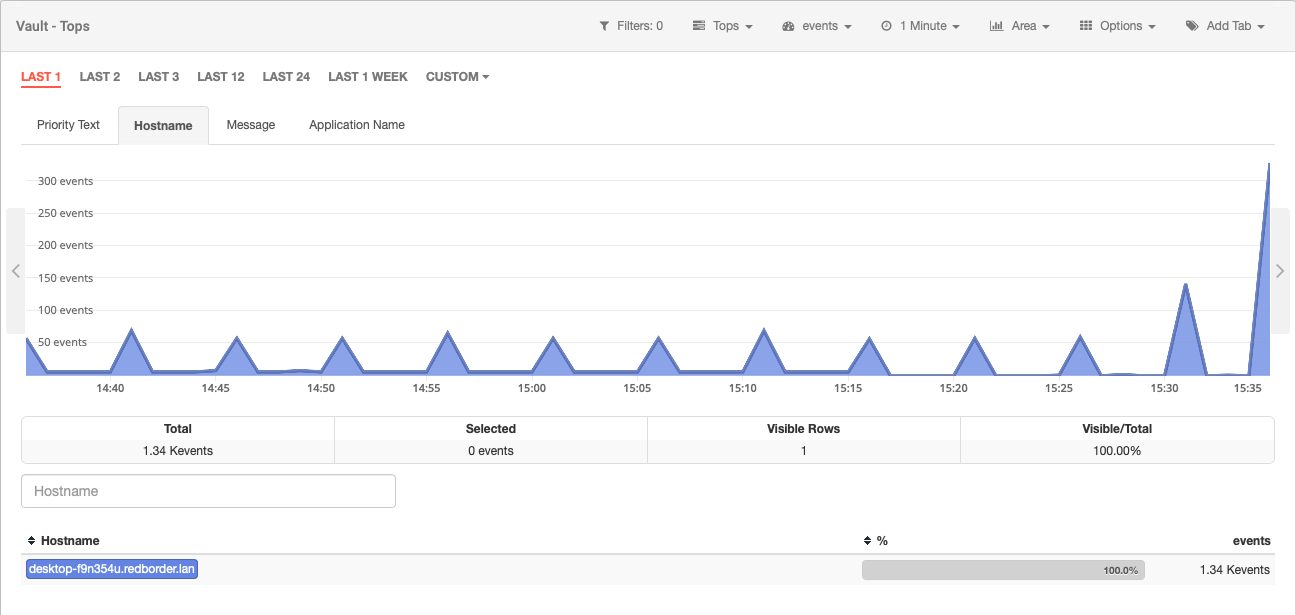 Vault - Tops Filters: 0 Tops events 1 Minute Area Options Add Tab
LAST 1 LAST 2 LAST 3 LAST 12 LAST 24 LAST 1 WEEK CUSTOM
Priority Text Hostname Message Application Name
300 events
250 events
200 events
150 events
100 events
50 events
14:40 14:45 14:50 14:55 15:00 15:05 15:10 15:15 15:20 15:25 15:30 15:35
Total Selected Visible Rows Visible/Total
1.34 Kevents 0 events 1 100.00%
Hostname
Hostname % events
desktop-f9n354u.redborder.lan 100.0% 1.34 Kevents